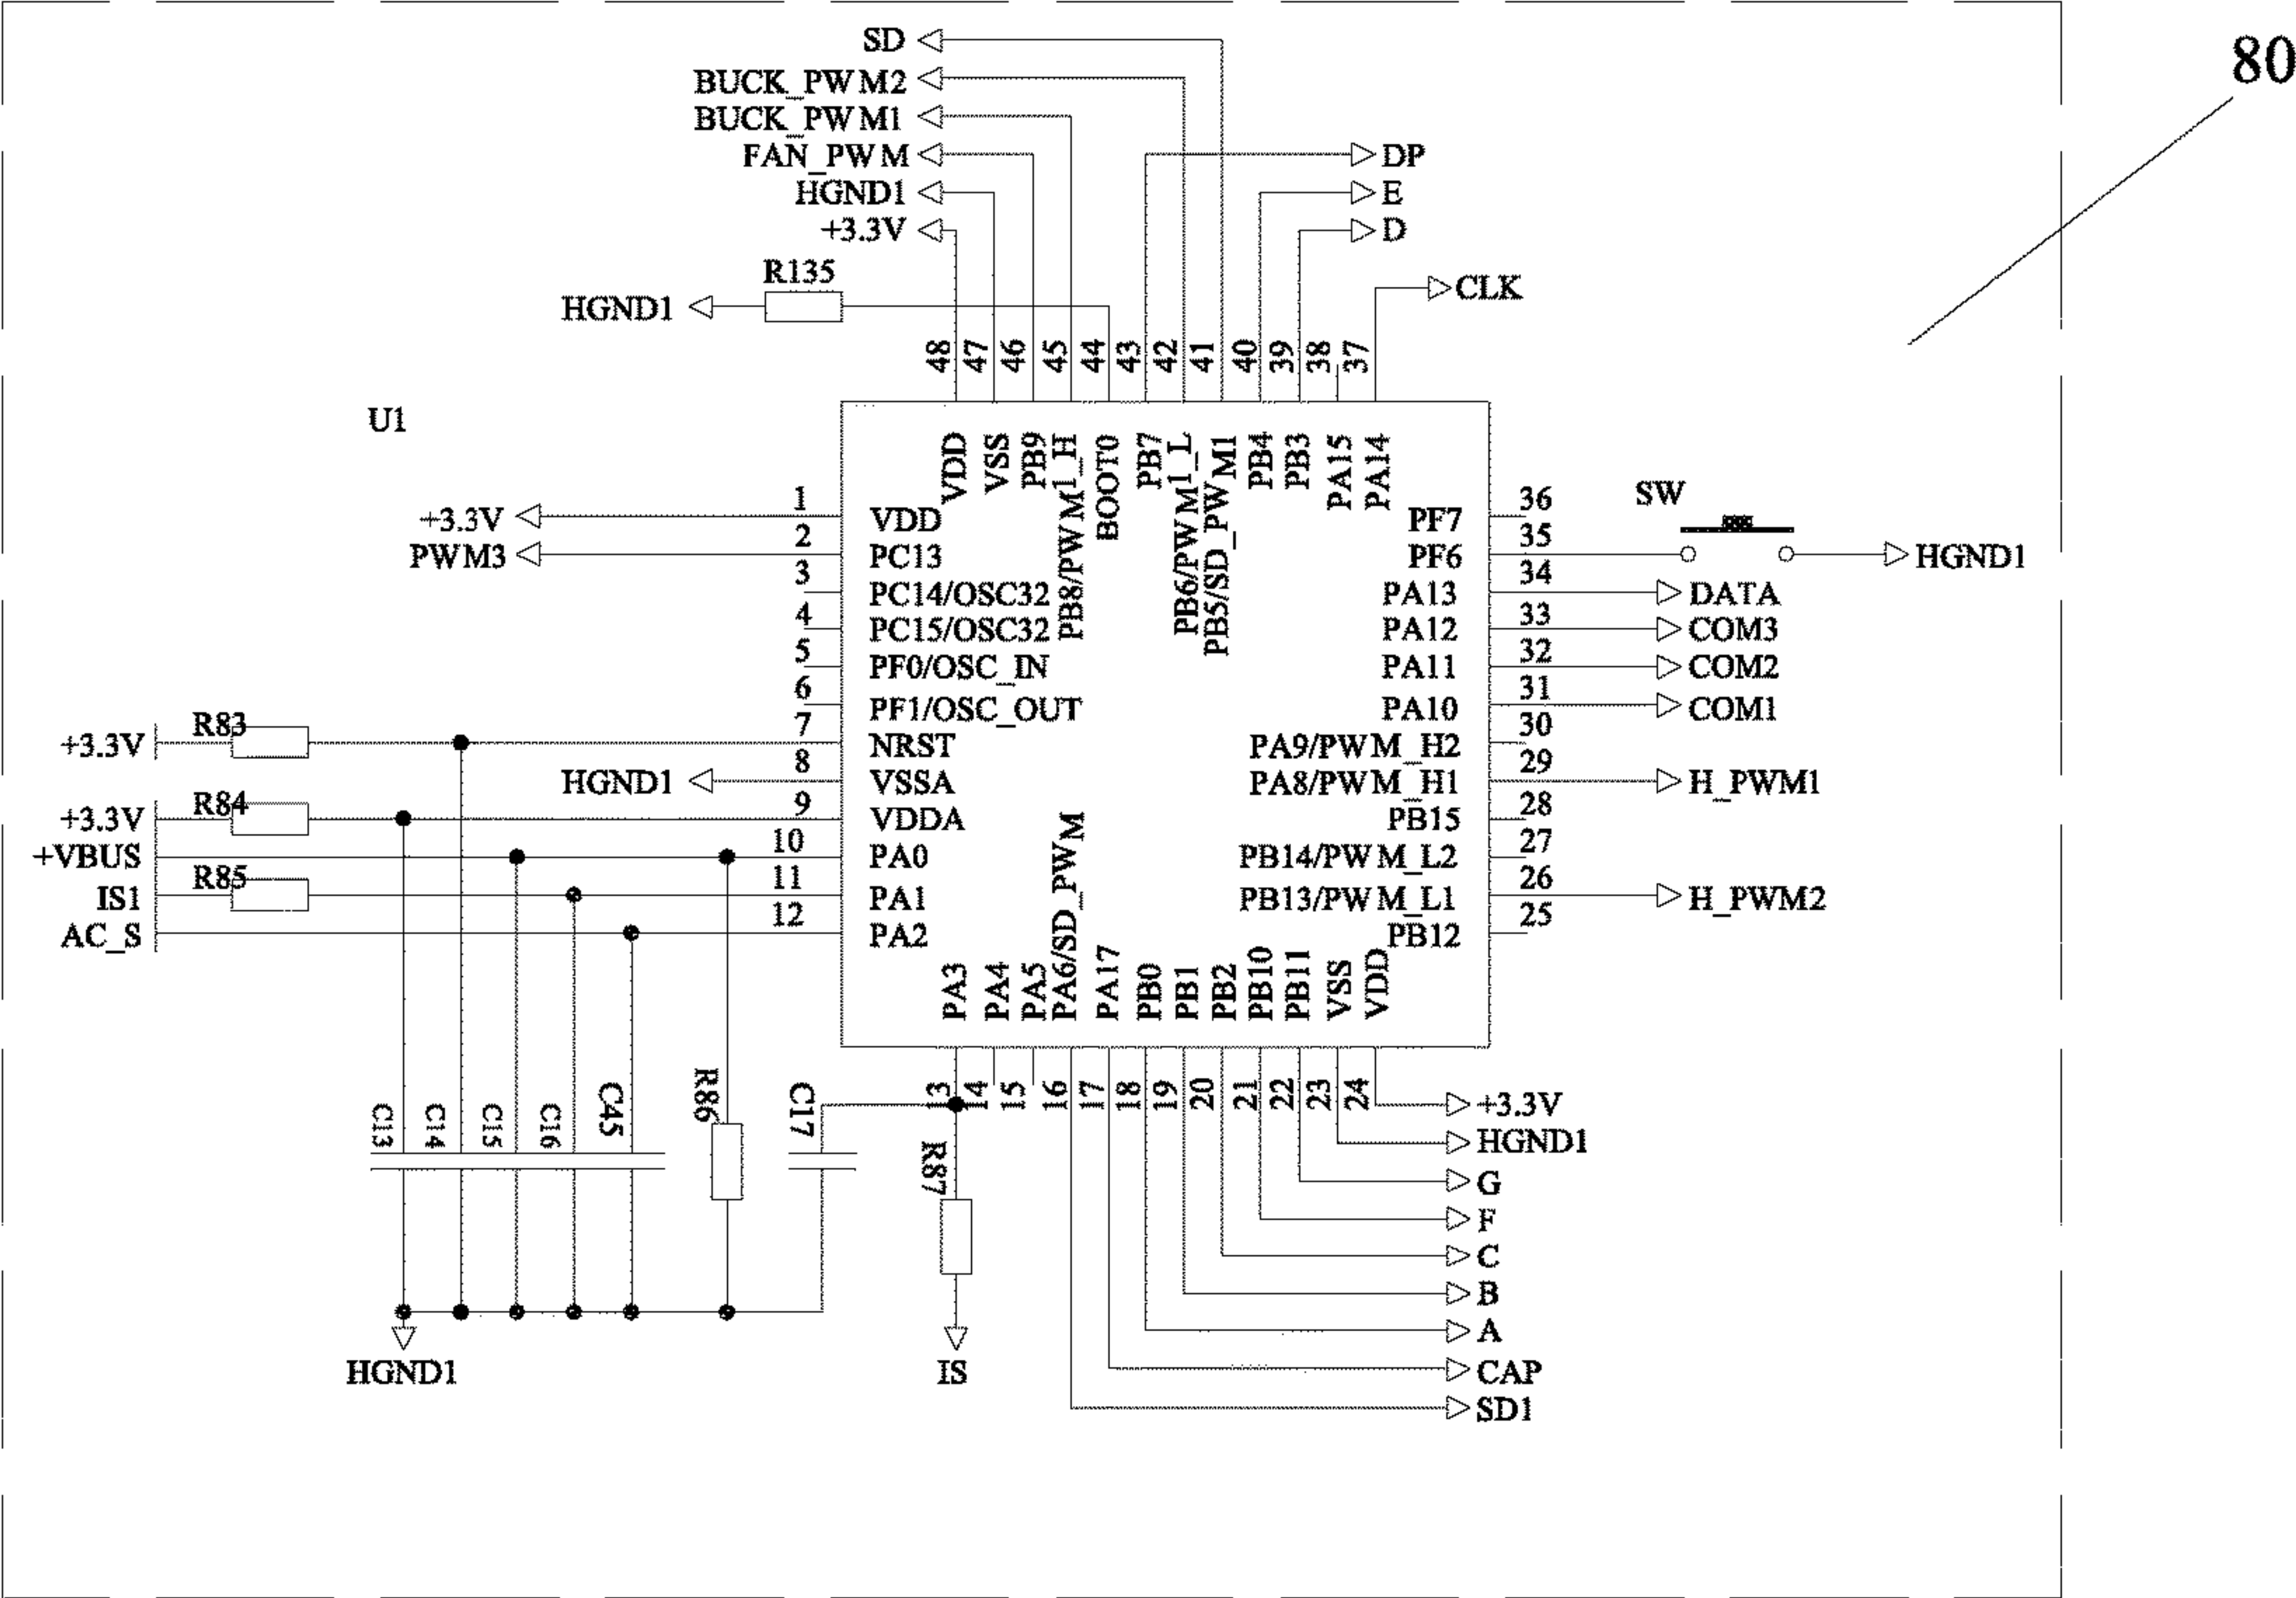 80
SD
BUCK_PWM2
BUCK_PWM1
FAN_PWM
HGND1
+3.3V
DP
E
D
CLK
R135
HGND1
48
47
46
45
44
43
42
41
40
39
38
37
U1
VDD
VSS
PB9
PB8/PWM1_H
BOOT0
PB7
PB6/PWM1_L
PB5/SD_PWM1
PB4
PB3
PA15
PA14
+3.3V
1
VDD
PWM3
2
PC13
3
PC14/OSC32
4
PC15/OSC32
5
PF0/OSC_IN
6
PF1/OSC_OUT
+3.3V
R83
7
NRST
HGND1
8
VSSA
+3.3V
R84
9
VDDA
+VBUS
10
PA0
IS1
R85
11
PA1
AC_S
12
PA2
PF7
36
PF6
35
SW
HGND1
PA13
34
DATA
PA12
33
COM3
PA11
32
COM2
PA10
31
COM1
PA9/PWM_H2
30
PA8/PWM_H1
29
H_PWM1
PB15
28
PB14/PWM_L2
27
PB13/PWM_L1
26
H_PWM2
PB12
25
PA3
PA4
PA5
PA6/SD_PWM
PA17
PB0
PB1
PB2
PB10
PB11
VSS
VDD
13
14
15
16
17
18
19
20
21
22
23
24
C13
C14
C15
C16
C45
R86
C17
R87
HGND1
IS
+3.3V
HGND1
G
F
C
B
A
CAP
SD1